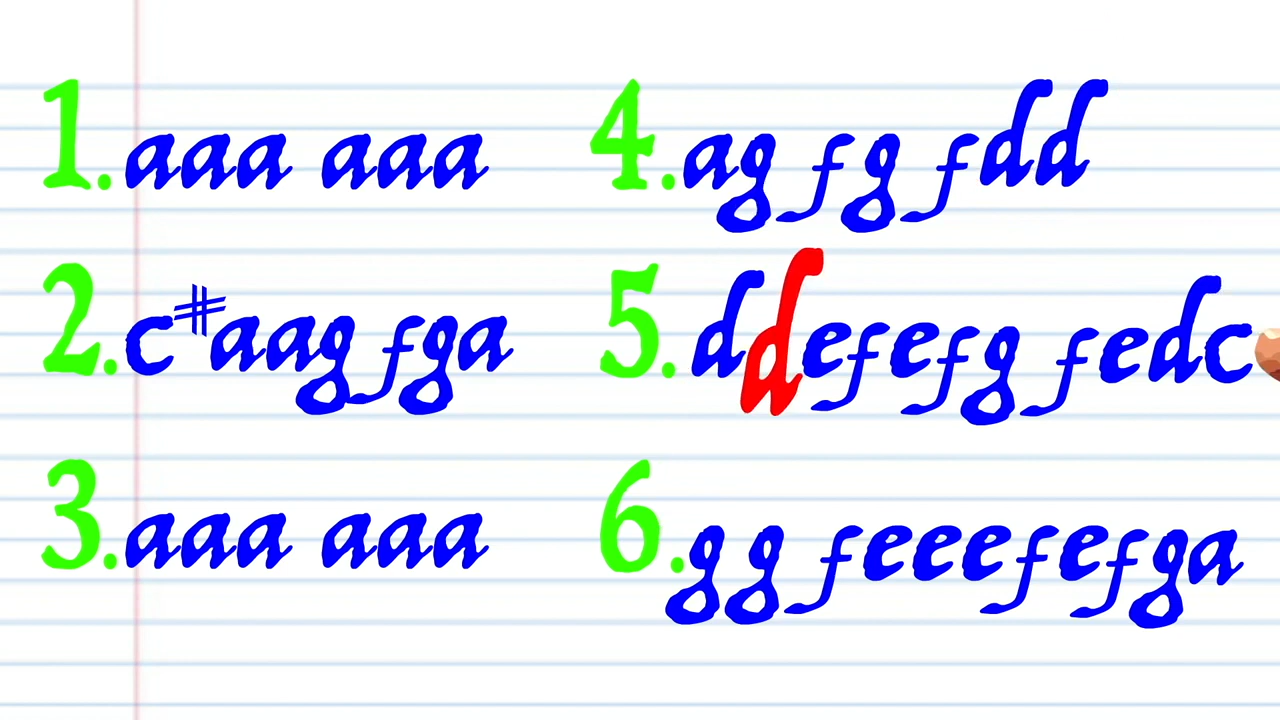 1. aaa aaa
2. c#aag fga
3. aaa aaa
4. ag fg fdd
5. ddefefg fedc
6. gg feeefefga